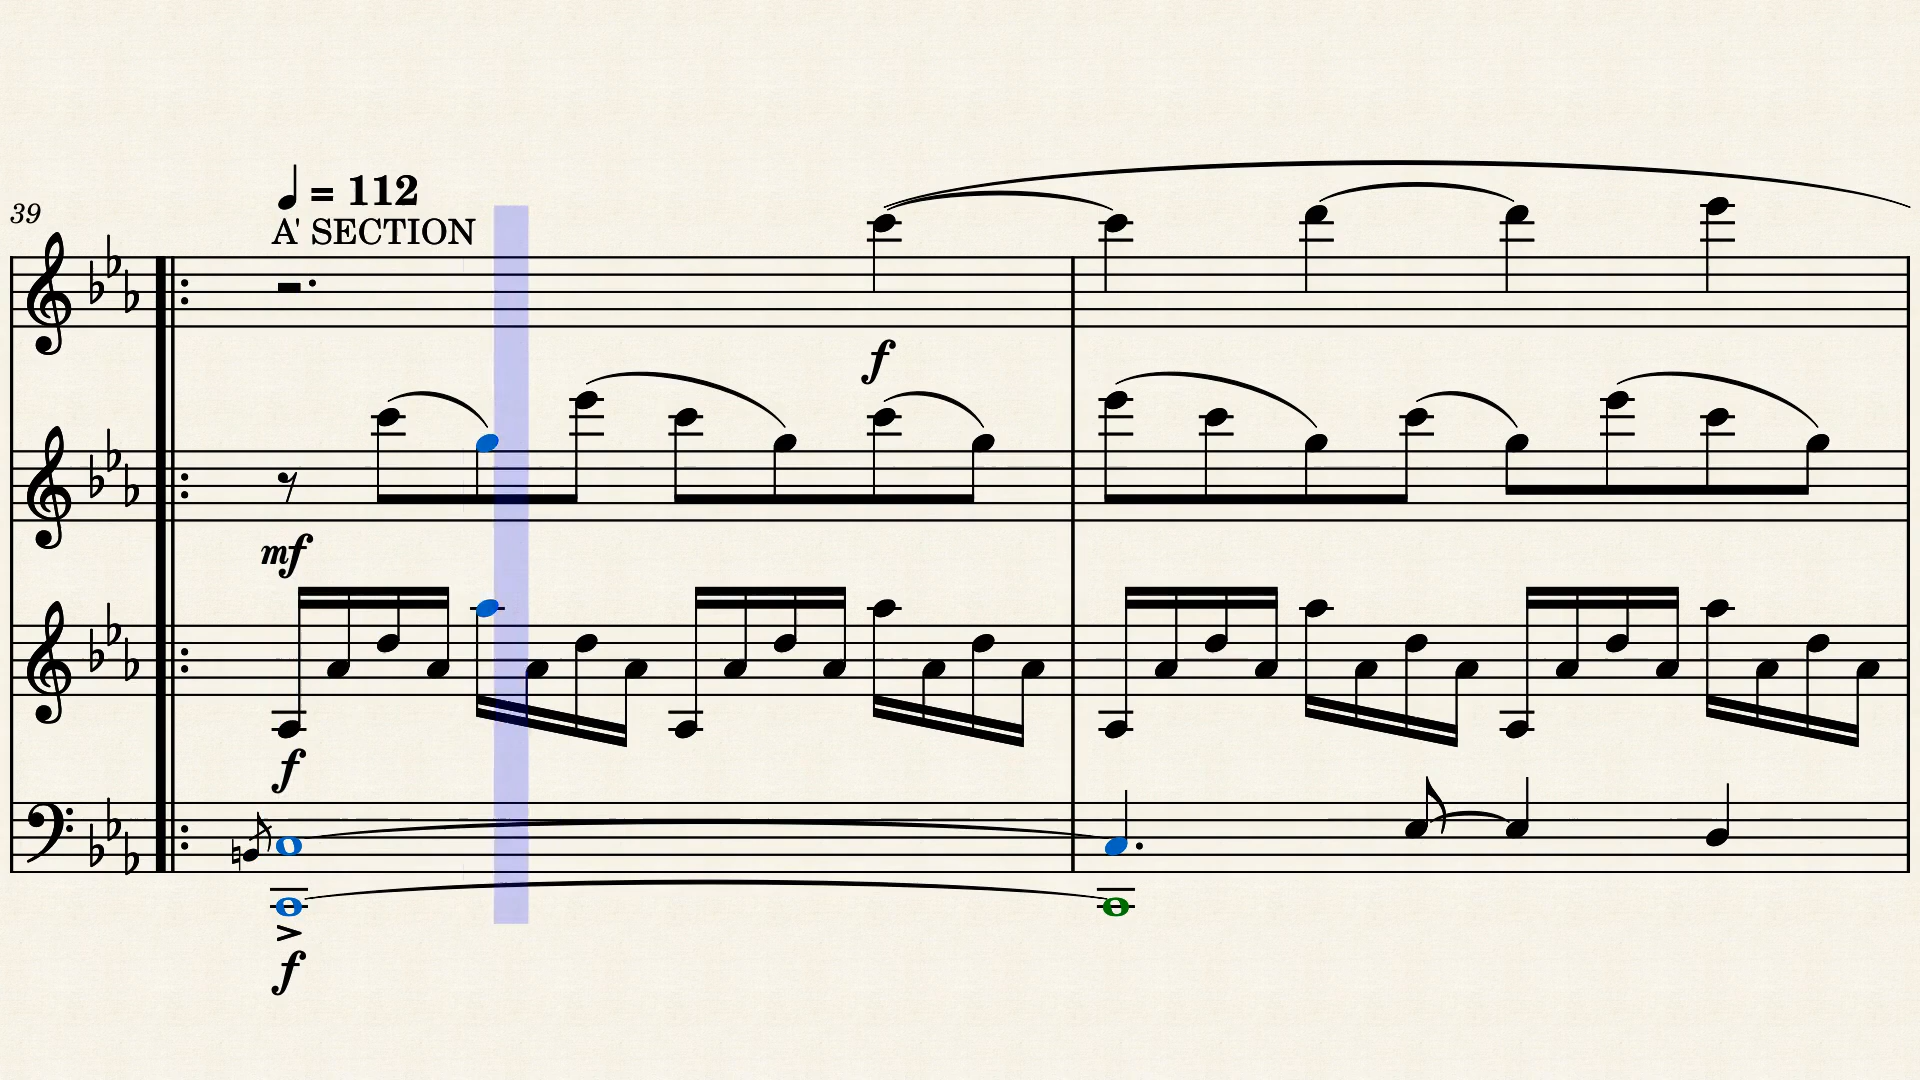 = 112
39
A' SECTION
f
mf
f
f